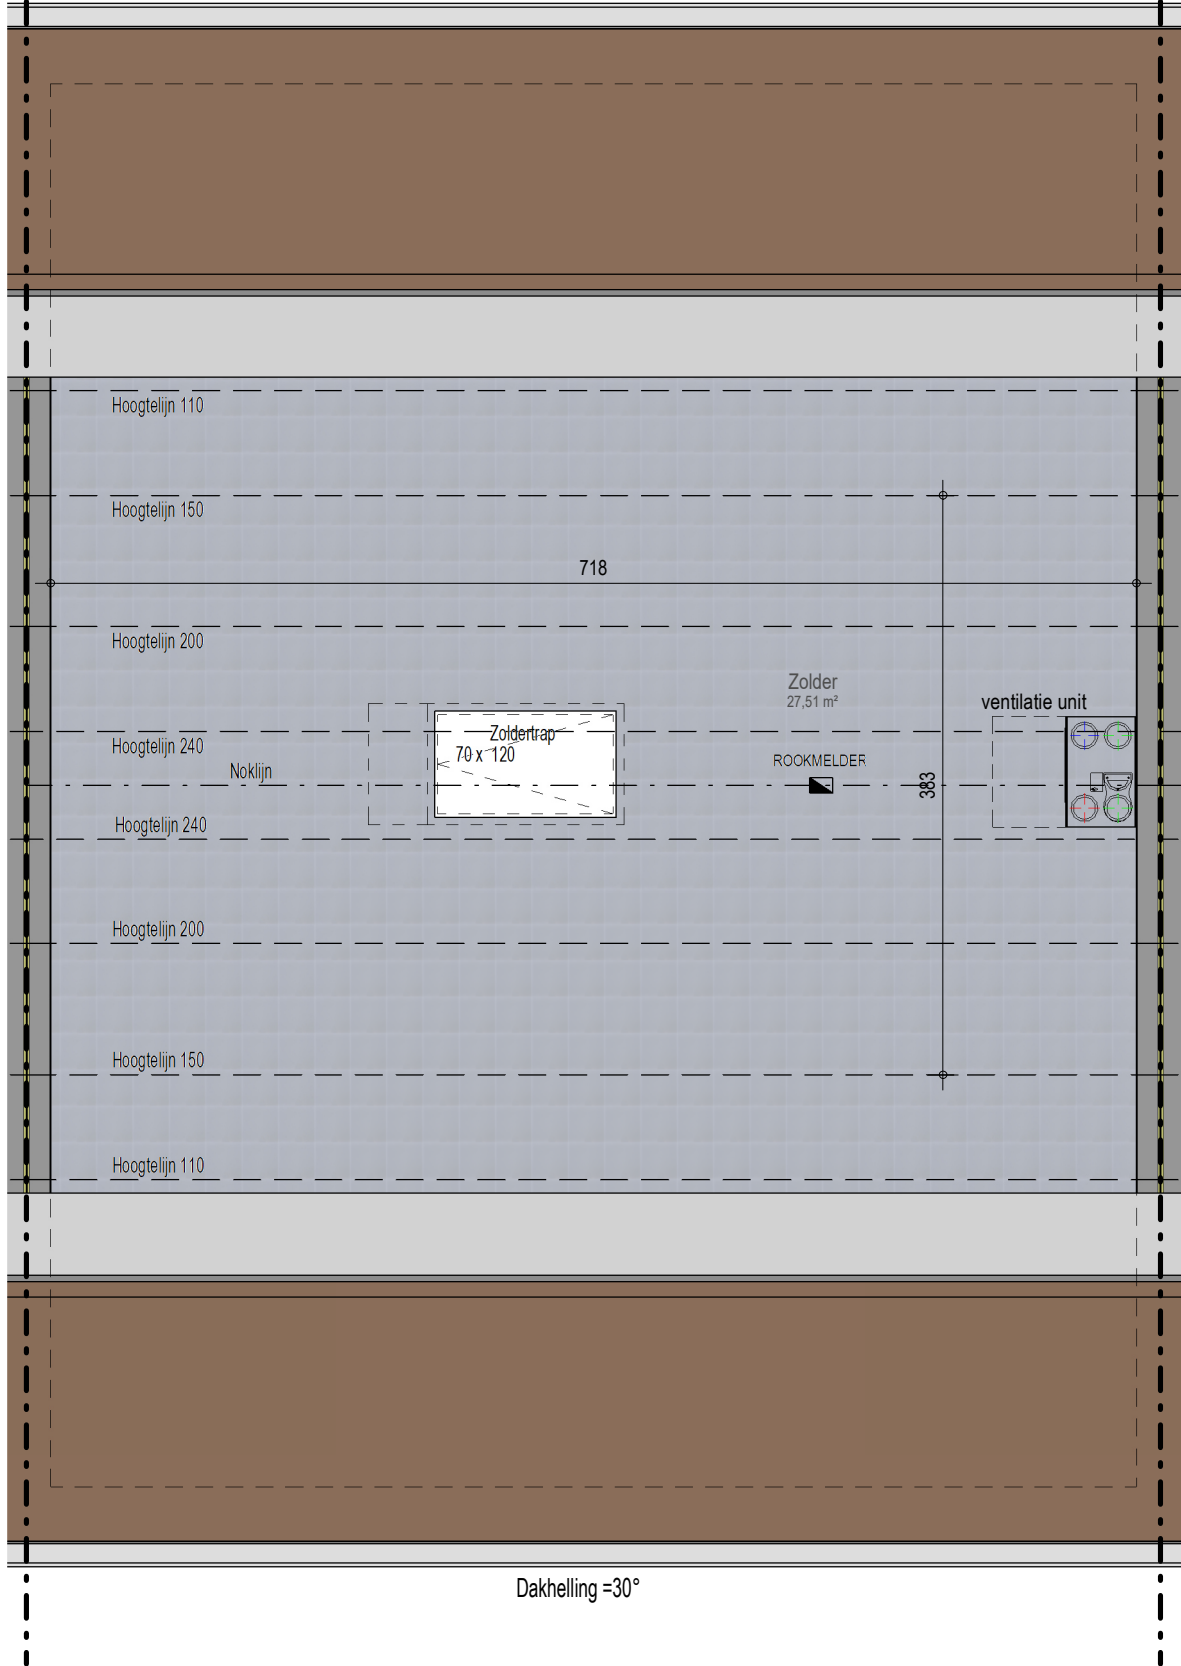 Hoogtelijn 110
Hoogtelijn 150
718
Hoogtelijn 200
Zolder
27,51 m²
ventilatie unit
Zoldertrap
70 x 120
Hoogtelijn 240
ROOKMELDER
Noklijn
383
Hoogtelijn 240
Hoogtelijn 200
Hoogtelijn 150
Hoogtelijn 110
Dakhelling =30°